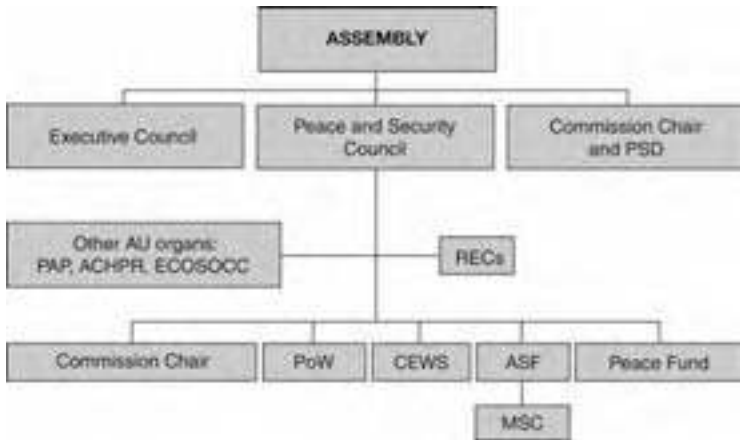 ASSEMBLY
Executive Council
Peace and Security
Council
Commission Chair
and PSD
Other AU organs:
PAP, ACHPR, ECOSOCC
RECs
Commission Chair
PoW
CEWS
ASF
Peace Fund
MSC